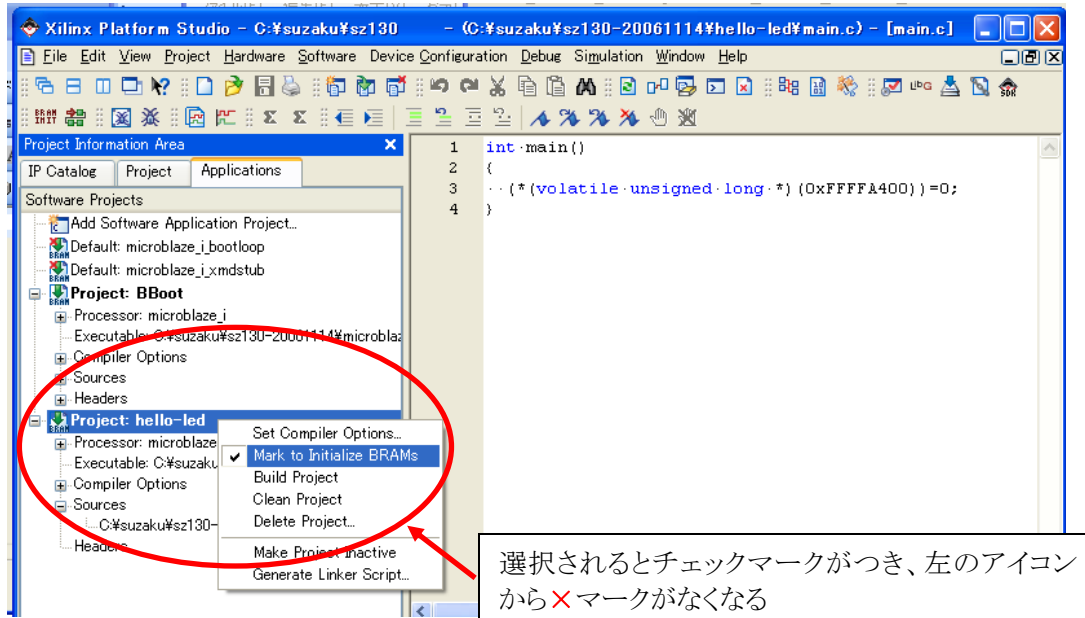 Xilinx Platform Studio - C:¥suzaku¥sz130 - (C:¥suzaku¥sz130-20061114¥hello-led¥main.c) - [main.c]
File Edit View Project Hardware Software Device Configuration Debug Simulation Window Help
Project Information Area
IP Catalog Project Applications
Software Projects
Add Software Application Project...
Default: microblaze_i_bootloop
Default: microblaze_i_xmdstub
Project: BBoot
Processor: microblaze_i
Executable: C:¥suzaku¥sz130-20061114¥microblaz
Compiler Options
Sources
Headers
Project: hello-led
Processor: microblaze
Executable: C:¥suzaku
Compiler Options
Sources
C:¥suzaku¥sz130-
Headers
Set Compiler Options...
Mark to Initialize BRAMs
Build Project
Clean Project
Delete Project...
Make Project Inactive
Generate Linker Script...
1 int·main()
2 {
3 ··(*(volatile·unsigned·long·*)(0xFFFFA400))=0;
4 }
選択されるとチェックマークがつき、左のアイコン
から×マークがなくなる